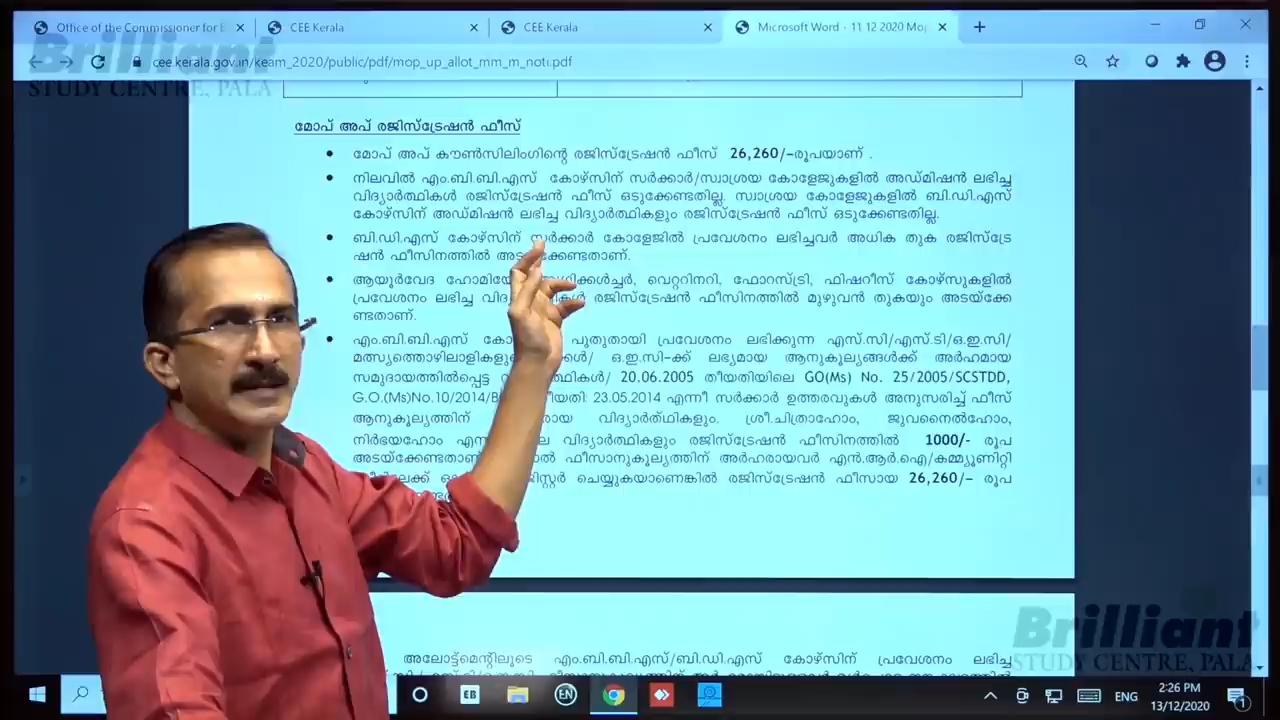 Office of the Commissioner for E
CEE Kerala
CEE Kerala
Microsoft Word - 11 12 2020 Mop
Brilliant
STUDY CENTRE, PALA
cee.kerala.gov.in/keam_2020/public/pdf/mop_up_allot_mm_m_noti.pdf
മോപ് അപ് രജിസ്ട്രേഷൻ ഫീസ്
മോപ് അപ് കൗൺസിലിംഗിന്റെ രജിസ്ട്രേഷൻ ഫീസ് 26,260/-രൂപയാണ് .
നിലവിൽ എം.ബി.ബി.എസ് കോഴ്സിന് സർക്കാർ/സ്വാശ്രയ കോളേജുകളിൽ അഡ്മിഷൻ ലഭിച്ച
വിദ്യാർത്ഥികൾ രജിസ്ട്രേഷൻ ഫീസ് ഒടുക്കേണ്ടതില്ല. സ്വാശ്രയ കോളേജുകളിൽ ബി.ഡി.എസ്
കോഴ്സിന് അഡ്മിഷൻ ലഭിച്ച വിദ്യാർത്ഥികളും രജിസ്ട്രേഷൻ ഫീസ് ഒടുക്കേണ്ടതില്ല.
ബി.ഡി.എസ് കോഴ്സിന് സർക്കാർ കോളേജിൽ പ്രവേശനം ലഭിച്ചവർ അധിക തുക രജിസ്ട്രേ
ഷൻ ഫീസിനത്തിൽ
ആയൂർവേദ വെറ്ററിനറി, ഫോറസ്ട്രി, ഫിഷറീസ് കോഴ്സുകളിൽ
പ്രവേശനം ലഭിച്ച രജിസ്ട്രേഷൻ ഫീസിനത്തിൽ മുഴുവൻ തുകയും അടയ്ക്കേ
ണ്ടതാണ്.
എം.ബി.ബി.എസ് പുതുതായി പ്രവേശനം ലഭിക്കുന്ന എസ്.സി/എസ്.ടി/ഒ.ഇ.സി/
ഒ.ഇ.സി-ക്ക് ലഭ്യമായ ആനുകൂല്യങ്ങൾക്ക് അർഹമായ
സമുദായത്തിൽപ്പെട്ട 20.06.2005 തീയതിയിലെ GO(Ms) No. 25/2005/SCSTDD,
G.O.(Ms)No.10/2014/ 23.05.2014 എന്നീ സർക്കാർ ഉത്തരവുകൾ അനുസരിച്ച് ഫീസ്
ആനുകൂല്യത്തിന് വിദ്യാർത്ഥികളും. ശ്രീ.ചിത്രാഹോം, ജുവനൈൽഹോം,
നിർഭയഹോം വിദ്യാർത്ഥികളും രജിസ്ട്രേഷൻ ഫീസിനത്തിൽ 1000/- രൂപ
ഫീസാനുകൂല്യത്തിന് അർഹരായവർ എൻ.ആർ.ഐ/കമ്മ്യൂണിറ്റി
ചെയ്യുകയാണെങ്കിൽ രജിസ്ട്രേഷൻ ഫീസായ 26,260/- രൂപ
അലോട്ട്മെന്റിലൂടെ എം.ബി.ബി.എസ്/ബി.ഡി.എസ് കോഴ്സിന് പ്രവേശനം ലഭിച്ച
Brilliant
STUDY CENTRE, PALA
EB
EN
ENG
2:26 PM
13/12/2020
1